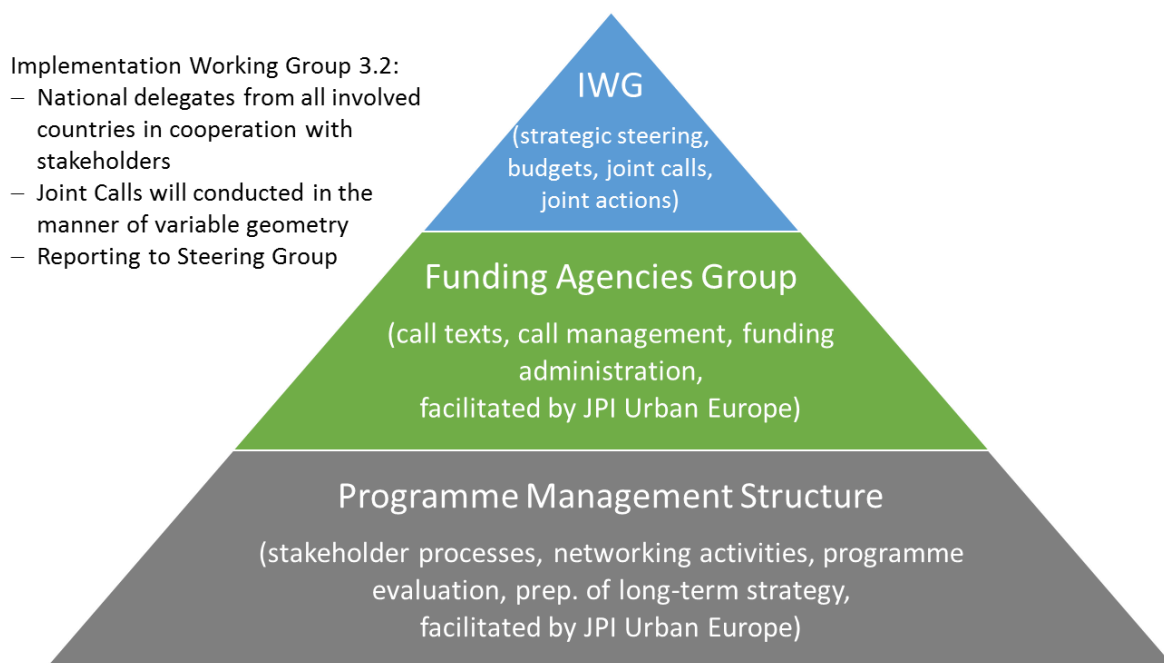 Implementation Working Group 3.2:
– National delegates from all involved
countries in cooperation with
stakeholders
– Joint Calls will conducted in the
manner of variable geometry
– Reporting to Steering Group
IWG
(strategic steering,
budgets, joint calls,
joint actions)
Funding Agencies Group
(call texts, call management, funding
administration,
facilitated by JPI Urban Europe)
Programme Management Structure
(stakeholder processes, networking activities, programme
evaluation, prep. of long-term strategy,
facilitated by JPI Urban Europe)